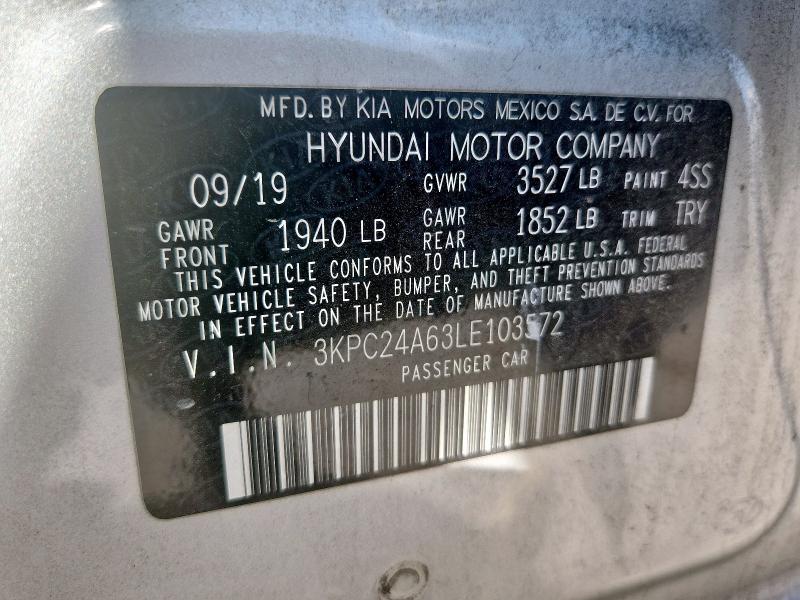 MFD. BY KIA MOTORS MEXICO S.A. DE C.V. FOR
HYUNDAI MOTOR COMPANY
09/19 GVWR 3527 LB PAINT 4SS
GAWR FRONT 1940 LB GAWR REAR 1852 LB TRIM TRY
THIS VEHICLE CONFORMS TO ALL APPLICABLE U.S.A. FEDERAL
MOTOR VEHICLE SAFETY, BUMPER, AND THEFT PREVENTION STANDARDS
IN EFFECT ON THE DATE OF MANUFACTURE SHOWN ABOVE.
V.I.N. 3KPC24A63LE103572
PASSENGER CAR